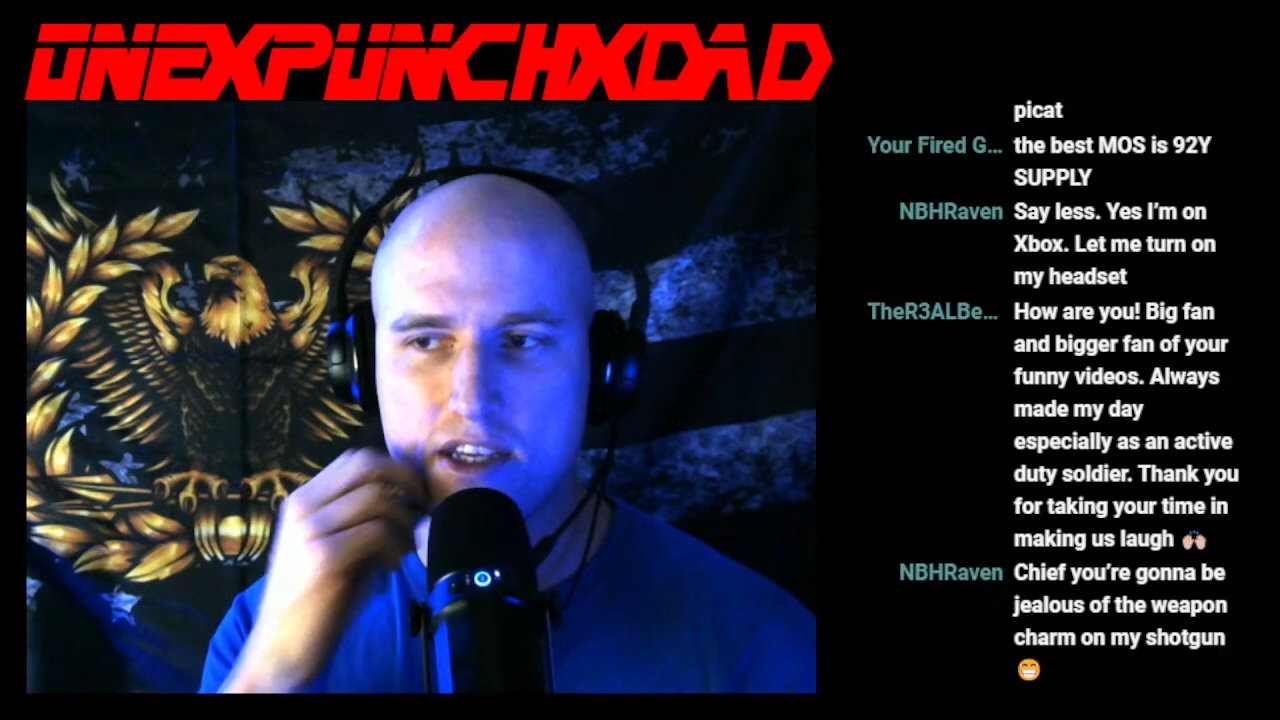 ONEXPUNCHXDAD
picat
Your Fired G... the best MOS is 92Y
SUPPLY
NBHRaven Say less. Yes I’m on
Xbox. Let me turn on
my headset
TheR3ALBe... How are you! Big fan
and bigger fan of your
funny videos. Always
made my day
especially as an active
duty soldier. Thank you
for taking your time in
making us laugh 🙌🏻
NBHRaven Chief you’re gonna be
jealous of the weapon
charm on my shotgun
😁